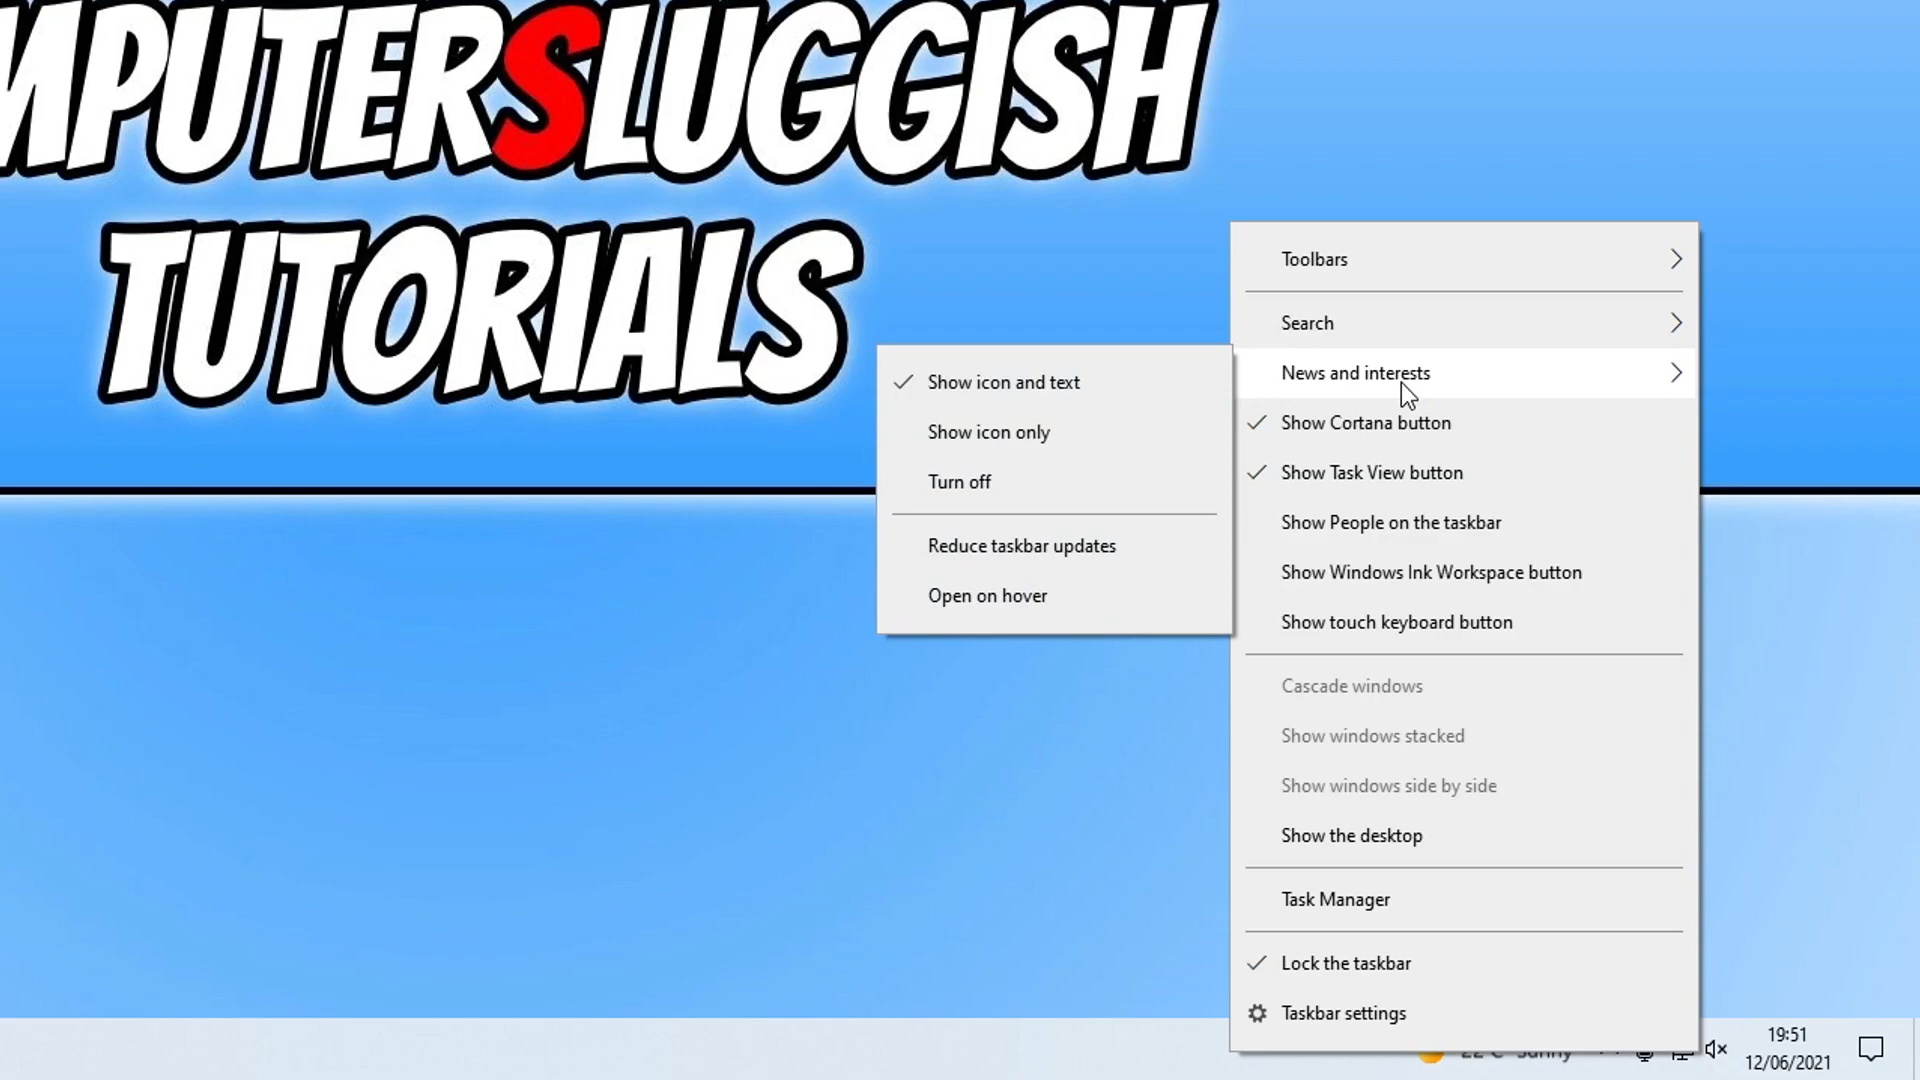 MPUTERSLUGGISH
TUTORIALS
Toolbars
Search
News and interests
Show Cortana button
Show Task View button
Show People on the taskbar
Show Windows Ink Workspace button
Show touch keyboard button
Cascade windows
Show windows stacked
Show windows side by side
Show the desktop
Task Manager
Lock the taskbar
Taskbar settings
Show icon and text
Show icon only
Turn off
Reduce taskbar updates
Open on hover
22°C Sunny
19:51
12/06/2021